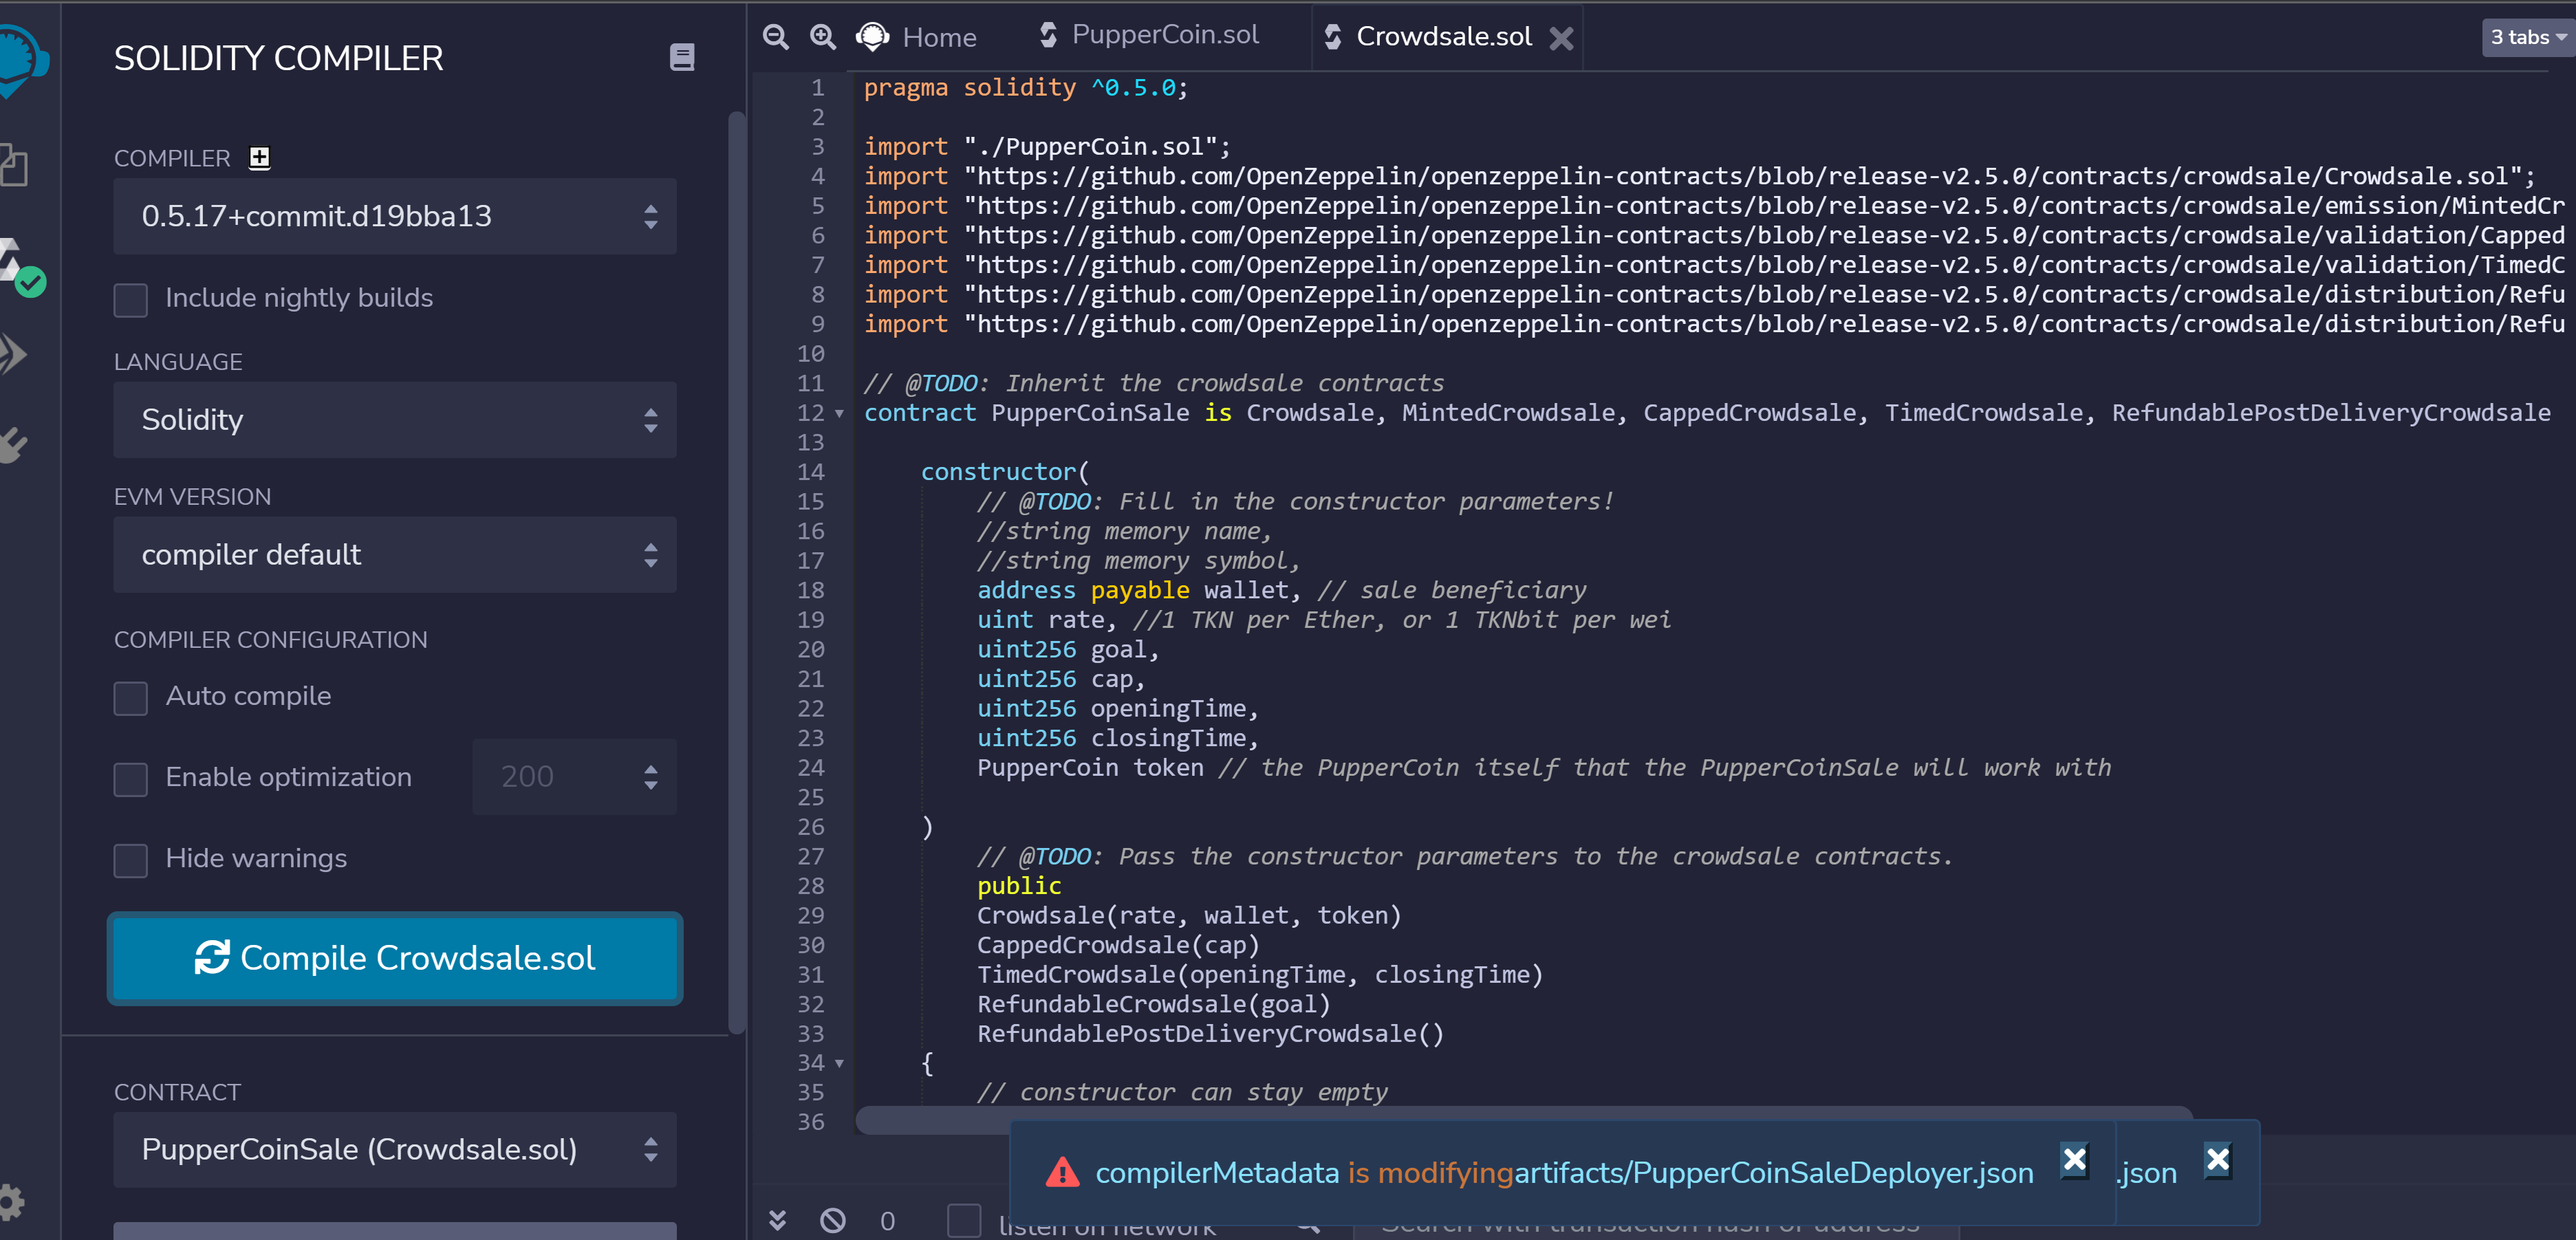 SOLIDITY COMPILER
COMPILER
0.5.17+commit.d19bba13
Include nightly builds
LANGUAGE
Solidity
EVM VERSION
compiler default
COMPILER CONFIGURATION
Auto compile
Enable optimization
200
Hide warnings
Compile Crowdsale.sol
CONTRACT
PupperCoinSale (Crowdsale.sol)
Home
PupperCoin.sol
Crowdsale.sol
3 tabs
1 pragma solidity ^0.5.0;
2
3 import "./PupperCoin.sol";
4 import "https://github.com/OpenZeppelin/openzeppelin-contracts/blob/release-v2.5.0/contracts/crowdsale/Crowdsale.sol";
5 import "https://github.com/OpenZeppelin/openzeppelin-contracts/blob/release-v2.5.0/contracts/crowdsale/emission/MintedCr
6 import "https://github.com/OpenZeppelin/openzeppelin-contracts/blob/release-v2.5.0/contracts/crowdsale/validation/Capped
7 import "https://github.com/OpenZeppelin/openzeppelin-contracts/blob/release-v2.5.0/contracts/crowdsale/validation/TimedC
8 import "https://github.com/OpenZeppelin/openzeppelin-contracts/blob/release-v2.5.0/contracts/crowdsale/distribution/Refu
9 import "https://github.com/OpenZeppelin/openzeppelin-contracts/blob/release-v2.5.0/contracts/crowdsale/distribution/Refu
10
11 // @TODO: Inherit the crowdsale contracts
12 contract PupperCoinSale is Crowdsale, MintedCrowdsale, CappedCrowdsale, TimedCrowdsale, RefundablePostDeliveryCrowdsale
13
14 constructor(
15 // @TODO: Fill in the constructor parameters!
16 //string memory name,
17 //string memory symbol,
18 address payable wallet, // sale beneficiary
19 uint rate, //1 TKN per Ether, or 1 TKNbit per wei
20 uint256 goal,
21 uint256 cap,
22 uint256 openingTime,
23 uint256 closingTime,
24 PupperCoin token // the PupperCoin itself that the PupperCoinSale will work with
25
26 )
27 // @TODO: Pass the constructor parameters to the crowdsale contracts.
28 public
29 Crowdsale(rate, wallet, token)
30 CappedCrowdsale(cap)
31 TimedCrowdsale(openingTime, closingTime)
32 RefundableCrowdsale(goal)
33 RefundablePostDeliveryCrowdsale()
34 {
35 // constructor can stay empty
36
compilerMetadata is modifyingartifacts/PupperCoinSaleDeployer.json
.json
0
listen on network
Search with transaction hash or address